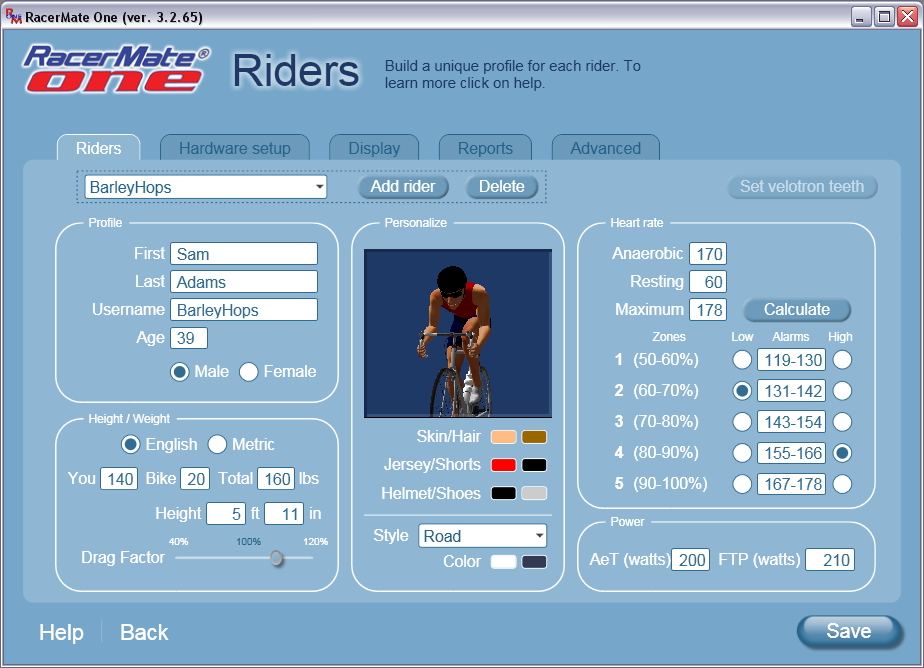 RacerMate One (ver. 3.2.65)
RacerMate® one
Riders
Build a unique profile for each rider. To
learn more click on help.
Riders Hardware setup Display Reports Advanced
BarleyHops Add rider Delete Set velotron teeth
Profile
First Sam
Last Adams
Username BarleyHops
Age 39
Male Female
Height / Weight
English Metric
You 140 Bike 20 Total 160 lbs
Height 5 ft 11 in
40% 100% 120%
Drag Factor
Personalize
Skin/Hair
Jersey/Shorts
Helmet/Shoes
Style Road
Color
Heart rate
Anaerobic 170
Resting 60
Maximum 178 Calculate
Zones Low Alarms High
1 (50-60%) 119-130
2 (60-70%) 131-142
3 (70-80%) 143-154
4 (80-90%) 155-166
5 (90-100%) 167-178
Power
AeT (watts) 200 FTP (watts) 210
Help Back Save